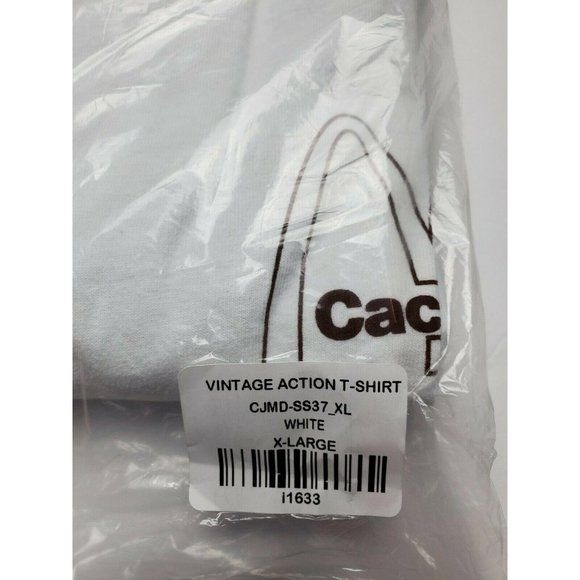 Cac
VINTAGE ACTION T-SHIRT
CJMD-SS37_XL
WHITE
X-LARGE
i1633